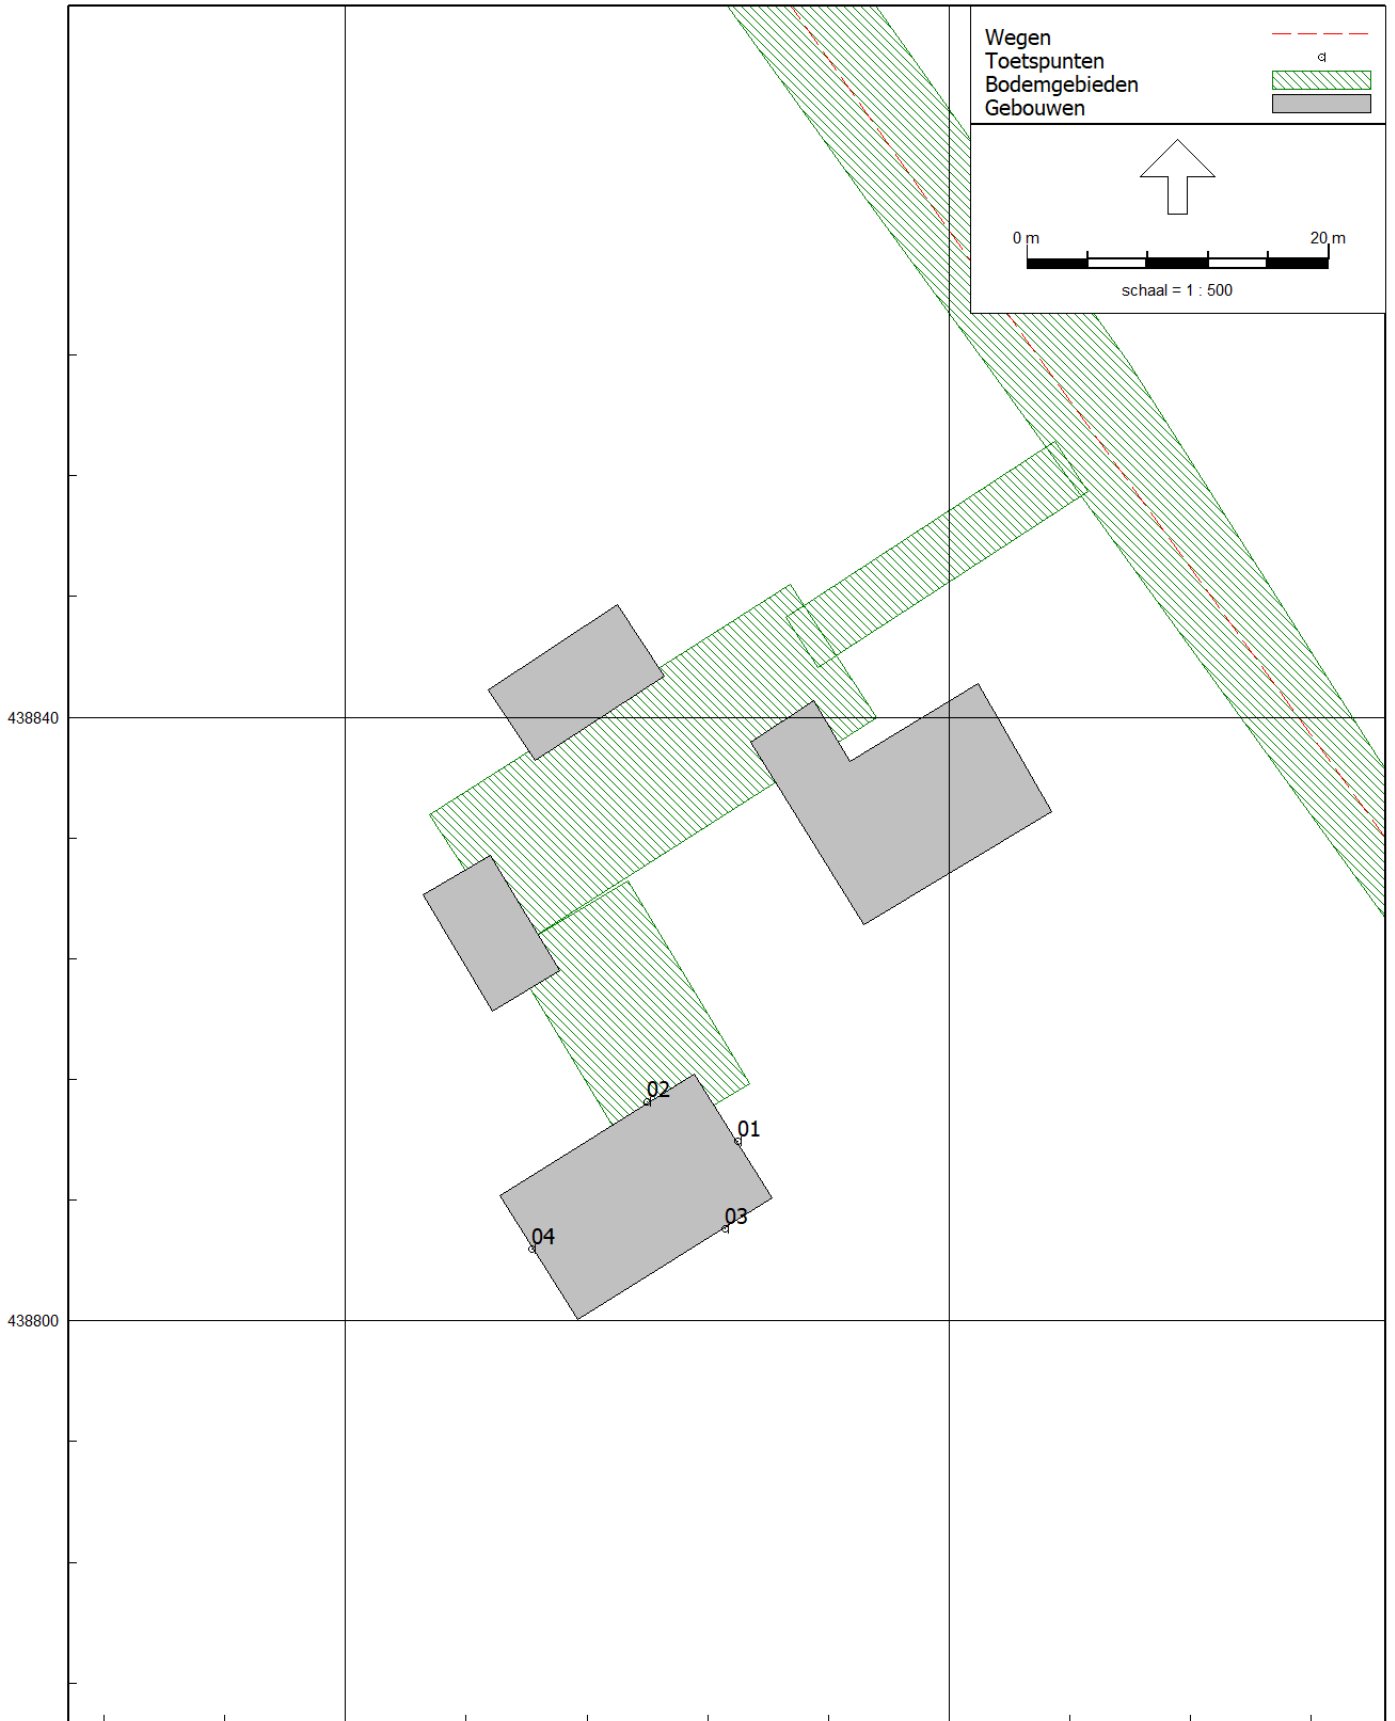 Wegen
Toetspunten
Bodemgebieden
Gebouwen
0 m 20 m
schaal = 1 : 500
438840
02
01
03
04
438800